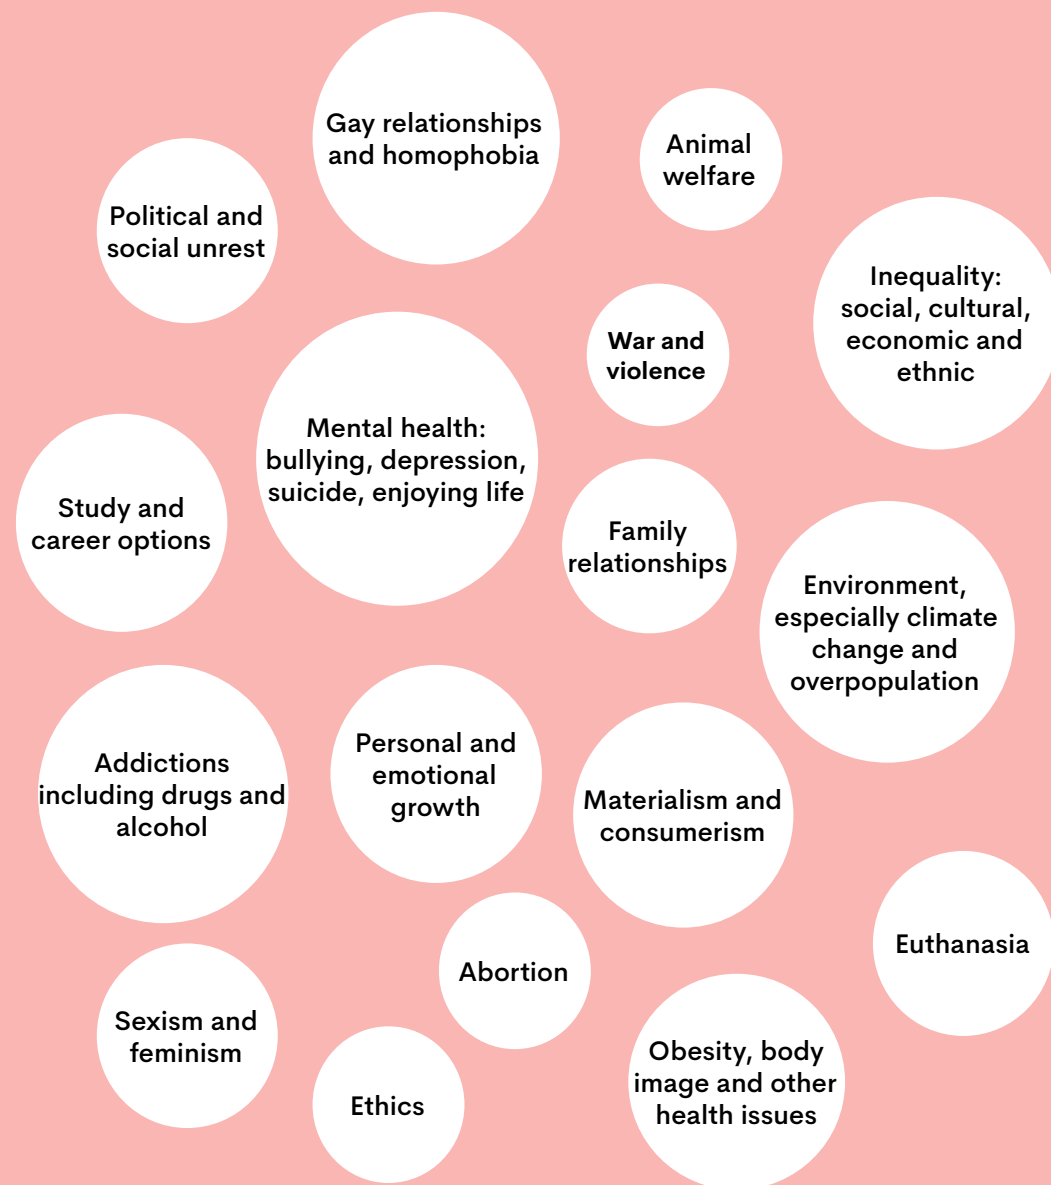 Gay relationships
and homophobia
Animal
welfare
Political and
social unrest
Inequality:
social, cultural,
economic and
ethnic
War and
violence
Mental health:
bullying, depression,
suicide, enjoying life
Study and
career options
Family
relationships
Environment,
especially climate
change and
overpopulation
Addictions
including drugs and
alcohol
Personal and
emotional
growth
Materialism and
consumerism
Euthanasia
Abortion
Sexism and
feminism
Obesity, body
image and other
health issues
Ethics